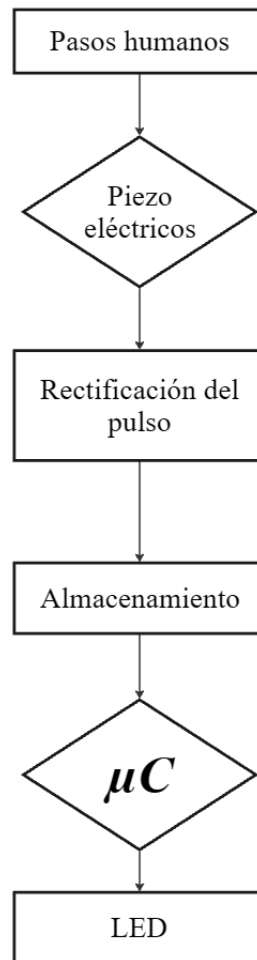 Pasos humanos
Piezo
eléctricos
Rectificación del
pulso
Almacenamiento
μC
LED